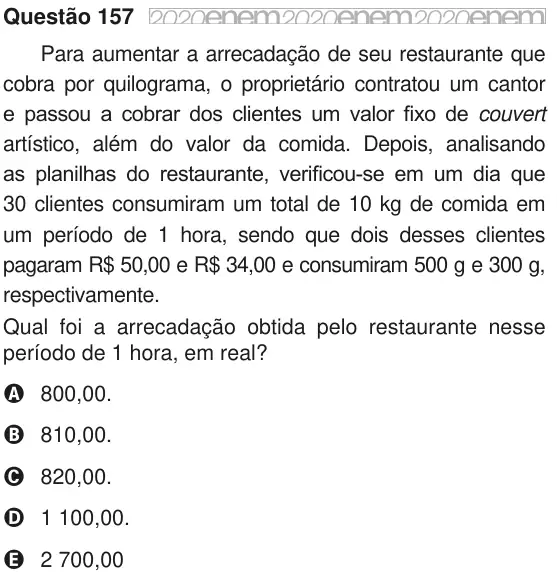 Questão 157 2020enem2020enem2020enem
Para aumentar a arrecadação de seu restaurante que
cobra por quilograma, o proprietário contratou um cantor
e passou a cobrar dos clientes um valor fixo de couvert
artístico, além do valor da comida. Depois, analisando
as planilhas do restaurante, verificou-se em um dia que
30 clientes consumiram um total de 10 kg de comida em
um período de 1 hora, sendo que dois desses clientes
pagaram R$ 50,00 e R$ 34,00 e consumiram 500 g e 300 g,
respectivamente.
Qual foi a arrecadação obtida pelo restaurante nesse
período de 1 hora, em real?
A 800,00.
B 810,00.
C 820,00.
D 1 100,00.
E 2 700,00